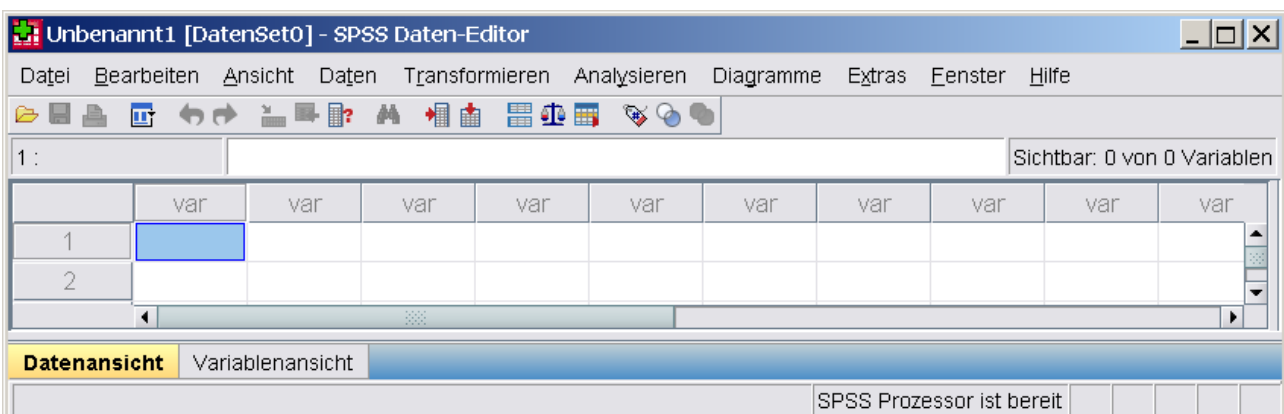 Unbenannt1 [DatenSet0] - SPSS Daten-Editor
Datei Bearbeiten Ansicht Daten Transformieren Analysieren Diagramme Extras Fenster Hilfe
1 :
Sichtbar: 0 von 0 Variablen
var var var var var var var var var var
1
2
Datenansicht Variablenansicht
SPSS Prozessor ist bereit